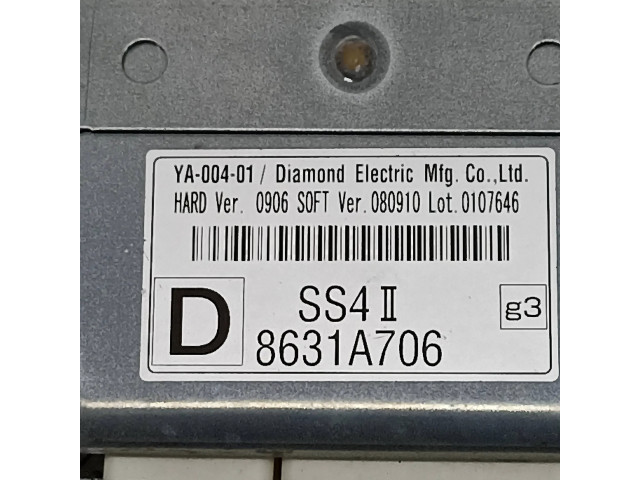 YA-004-01 / Diamond Electric Mfg. Co.,Ltd.
HARD Ver. 0906 SOFT Ver.080910 Lot.0107646
D
SS4Ⅱ
g3
8631A706